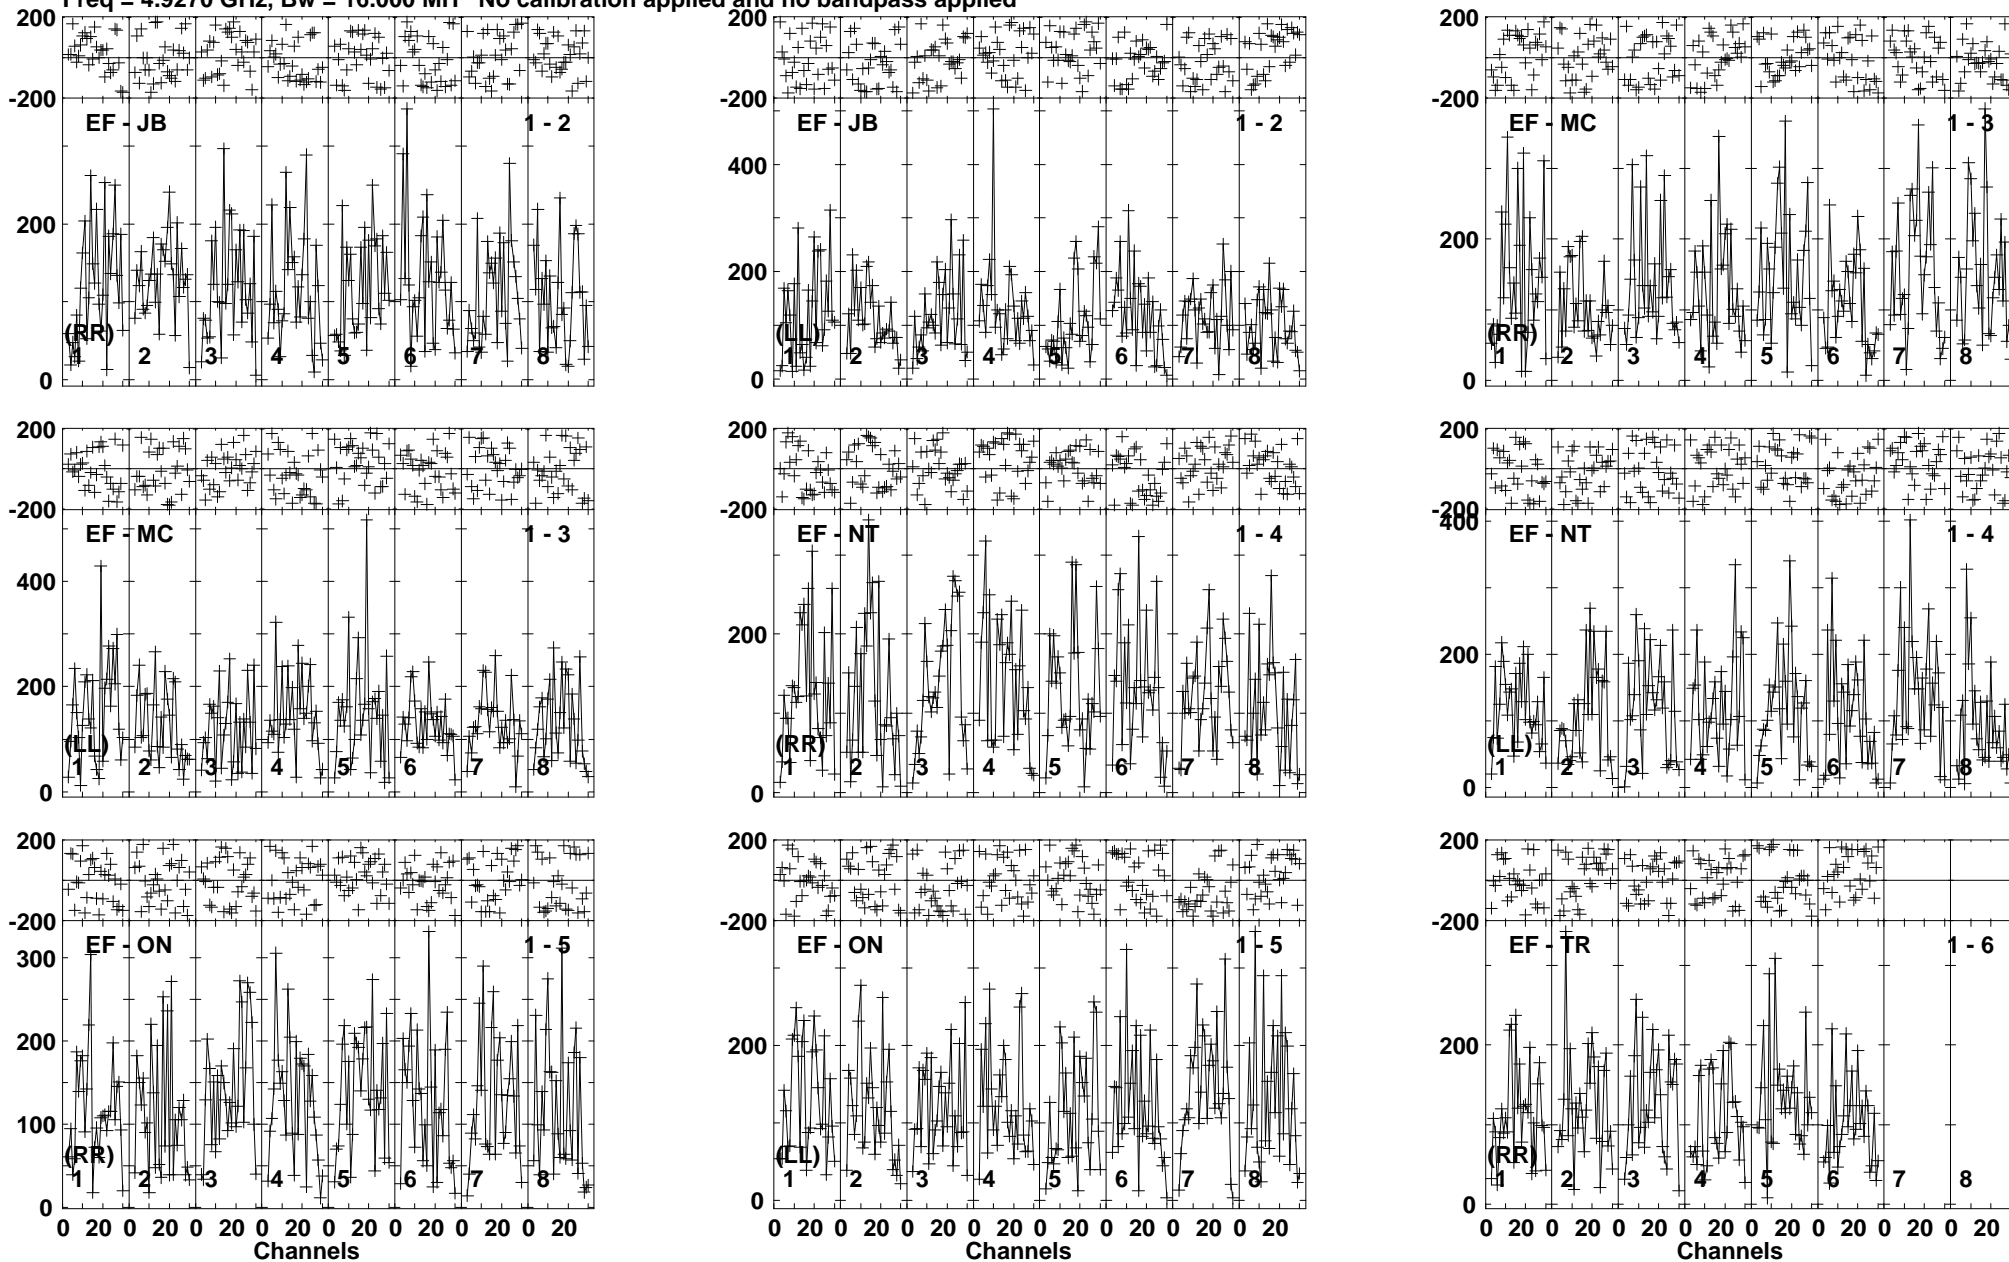 Freq = 4.9270 GHz, Bw = 16.000 MH No calibration applied and no bandpass applied
200 200 200
-200 -200 -200
EF - JB 1 - 2 EF - JB 1 - 2 EF - MC 1 - 3
400
200 200 200
(RR) (LL) (RR)
1 2 3 4 5 6 7 8 1 2 3 4 5 6 7 8 1 2 3 4 5 6 7 8
0 0 0
200 200 200
-200 -200 -200
EF - MC 1 - 3 EF - NT 1 - 4 400 EF - NT 1 - 4
400
200 200 200
(LL) (RR) (LL)
1 2 3 4 5 6 7 8 1 2 3 4 5 6 7 8 1 2 3 4 5 6 7 8
0 0 0
200 200 200
-200 -200 -200
300 EF - ON 1 - 5 EF - ON 1 - 5 EF - TR 1 - 6
200 200 200
100
(RR) (LL) (RR)
1 2 3 4 5 6 7 8 1 2 3 4 5 6 7 8 1 2 3 4 5 6 7 8
0 0 0
0 20 0 20 0 20 0 20 0 20 0 20 0 20 0 20 0 20 0 20 0 20 0 20 0 20 0 20 0 20 0 20 0 20 0 20 0 20 0 20 0 20 0 20 0 20 0 20
Channels Channels Channels